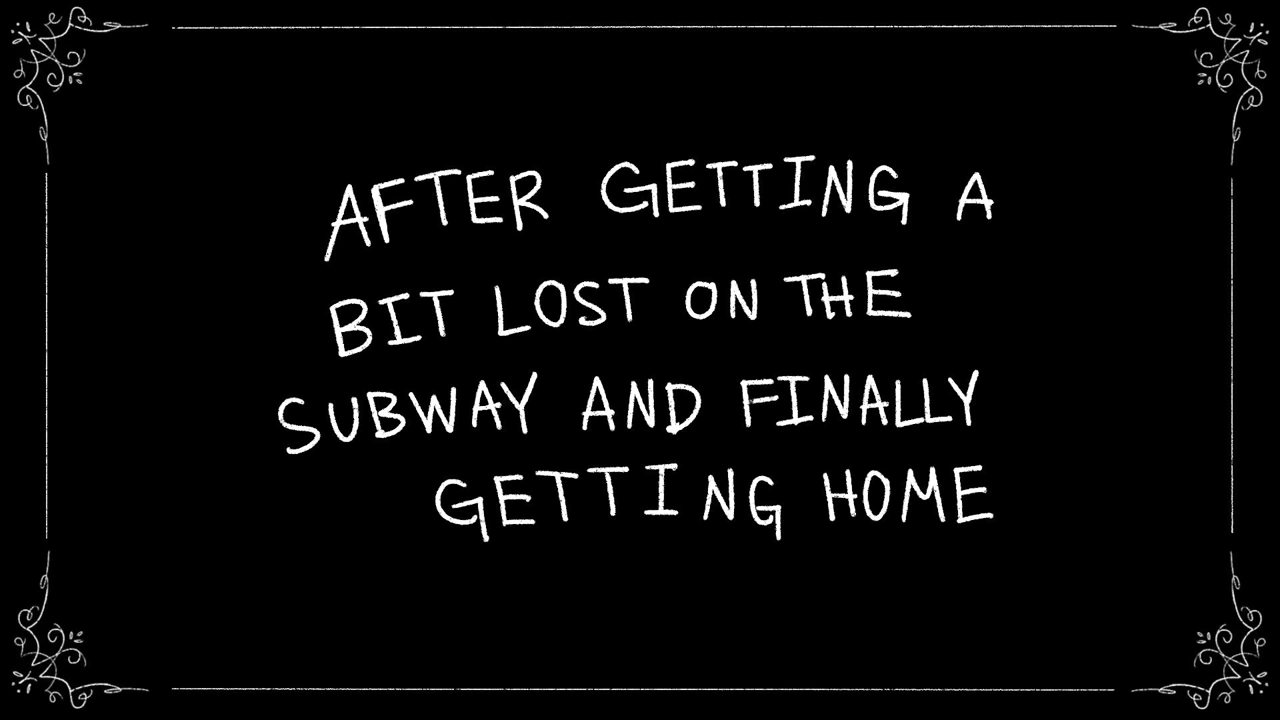 AFTER GETTING A
BIT LOST ON THE
SUBWAY AND FINALLY
GETTING HOME